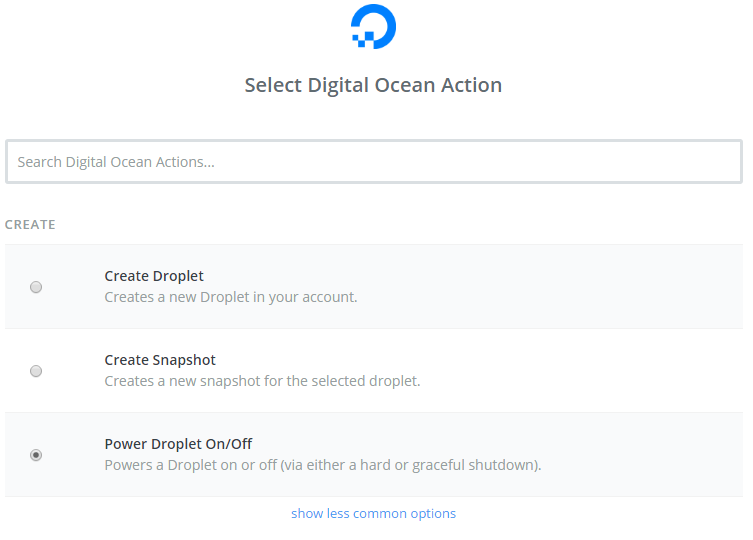 Select Digital Ocean Action
Search Digital Ocean Actions...
CREATE
Create Droplet
Creates a new Droplet in your account.
Create Snapshot
Creates a new snapshot for the selected droplet.
Power Droplet On/Off
Powers a Droplet on or off (via either a hard or graceful shutdown).
show less common options